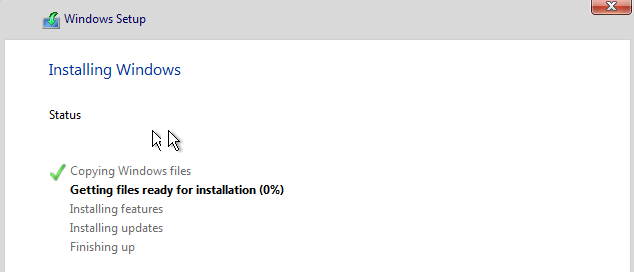 Windows Setup
Installing Windows
Status
Copying Windows files
Getting files ready for installation (0%)
Installing features
Installing updates
Finishing up